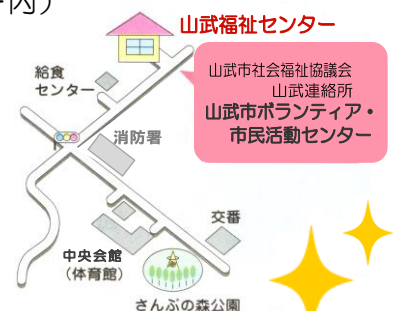 内）
山武福祉センター
山武市社会福祉協議会
山武連絡所
山武市ボランティア・
市民活動センター
給食
センター
消防署
交番
中央会館
（体育館）
さんぶの森公園